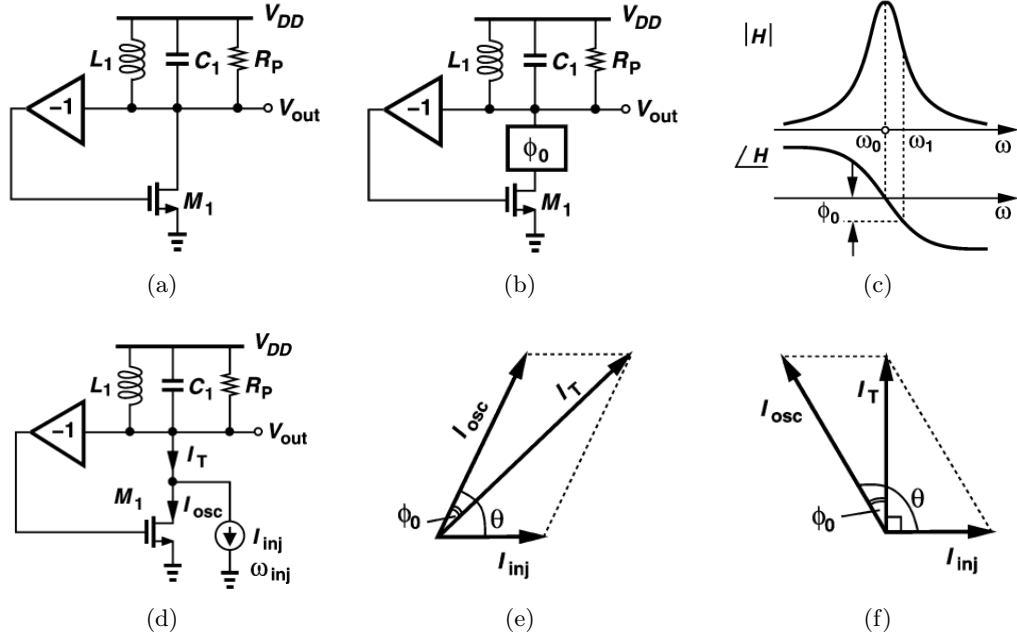 V_DD
L_1
C_1
R_P
−1
V_out
M_1
(a)
V_DD
L_1
C_1
R_P
−1
V_out
ϕ_0
M_1
(b)
|H|
ω_0
ω_1
ω
∠H
ϕ_0
ω
(c)
V_DD
L_1
C_1
R_P
−1
V_out
I_T
M_1
I_osc
I_inj
ω_inj
(d)
I_osc
I_T
ϕ_0
θ
I_inj
(e)
I_osc
I_T
ϕ_0
θ
I_inj
(f)